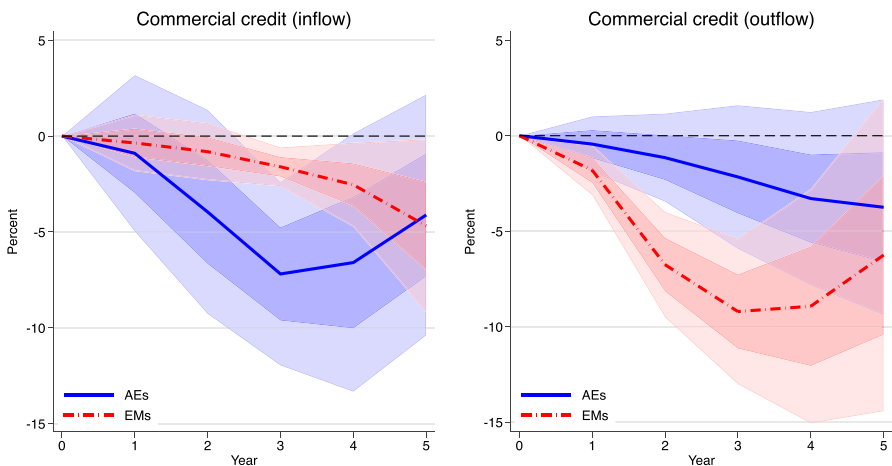 Commercial credit (inflow)
5
0
-5
-10
-15
Percent
AEs
EMs
0 1 2 3 4 5
Year
Commercial credit (outflow)
5
0
-5
-10
-15
Percent
AEs
EMs
0 1 2 3 4 5
Year